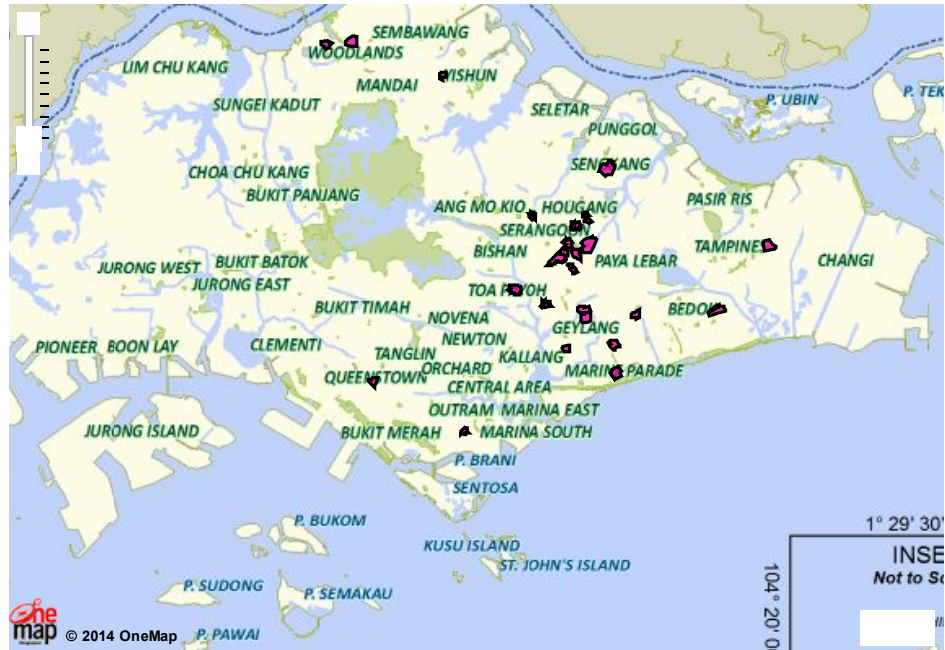 SEMBAWANG
WOODLANDS
LIM CHU KANG
YISHUN
MANDAI
P. UBIN
P. TEK
SUNGEI KADUT
SELETAR
PUNGGOL
SENGKANG
CHOA CHU KANG
BUKIT PANJANG
PASIR RIS
ANG MO KIO
HOUGANG
SERANGOON
BISHAN
TAMPINES
PAYA LEBAR
CHANGI
JURONG WEST
BUKIT BATOK
JURONG EAST
TOA PAYOH
BUKIT TIMAH
NOVENA
BEDOK
GEYLANG
NEWTON
PIONEER
BOON LAY
CLEMENTI
TANGLIN
KALLANG
ORCHARD
MARINE PARADE
QUEENSTOWN
CENTRAL AREA
OUTRAM
MARINA EAST
JURONG ISLAND
BUKIT MERAH
MARINA SOUTH
P. BRANI
SENTOSA
P. BUKOM
KUSU ISLAND
ST. JOHN'S ISLAND
P. SUDONG
P. SEMAKAU
P. PAWAI
1° 29' 30'
INSE
Not to Sc
104° 20' 0
One
map
© 2014 OneMap